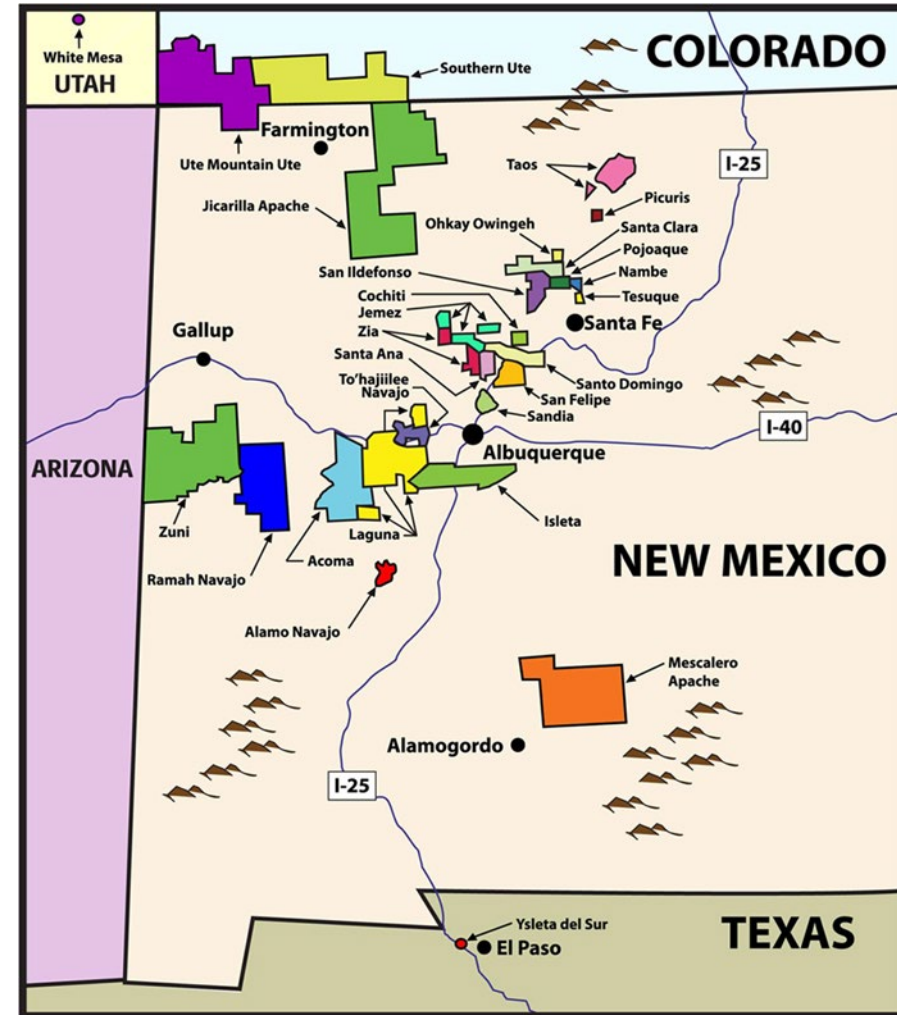 White Mesa
UTAH
COLORADO
Southern Ute
Farmington
Ute Mountain Ute
I-25
Taos
Picuris
Jicarilla Apache
Ohkay Owingeh
Santa Clara
Pojoaque
San Ildefonso
Nambe
Tesuque
Cochiti
Jemez
Santa Fe
Gallup
Zia
Santa Ana
To'hajiilee
Navajo
Santo Domingo
San Felipe
Sandia
I-40
Albuquerque
ARIZONA
Zuni
Isleta
Laguna
Acoma
NEW MEXICO
Ramah Navajo
Alamo Navajo
Mescalero
Apache
Alamogordo
I-25
Ysleta del Sur
TEXAS
El Paso